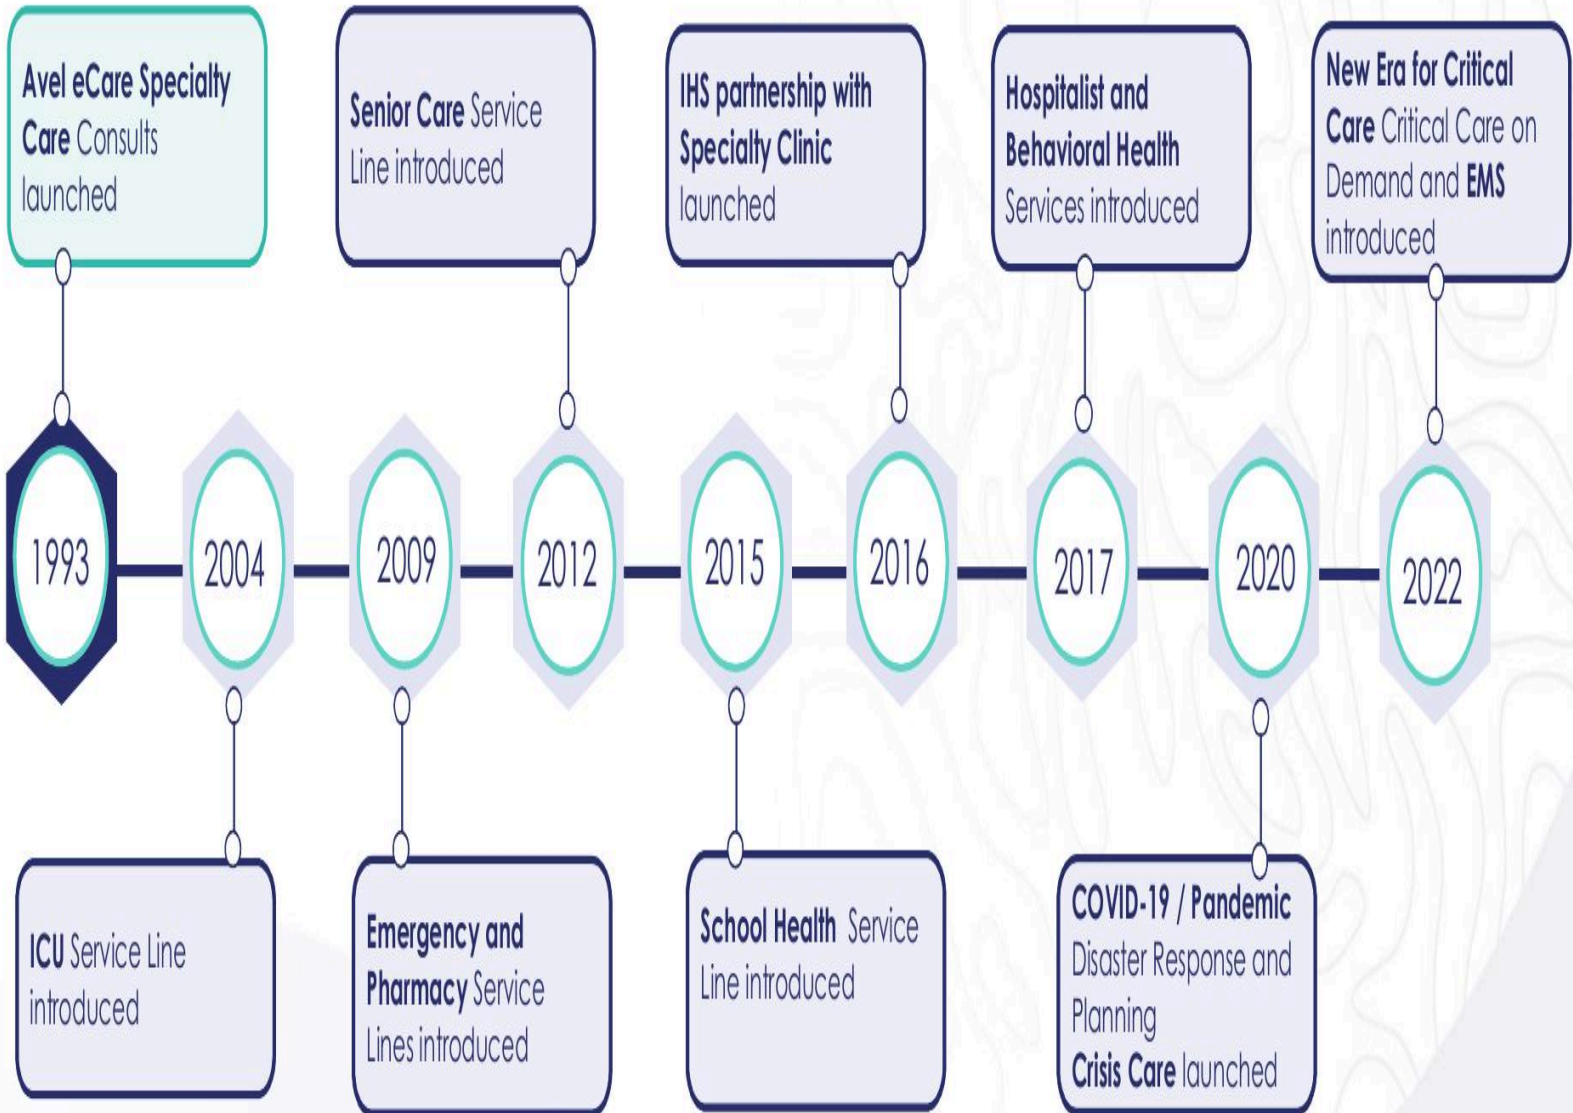 Avel eCare Specialty
Care Consults
launched
Senior Care Service
Line introduced
IHS partnership with
Specialty Clinic
launched
Hospitalist and
Behavioral Health
Services introduced
New Era for Critical
Care Critical Care on
Demand and EMS
introduced
1993
2004
2009
2012
2015
2016
2017
2020
2022
ICU Service Line
introduced
Emergency and
Pharmacy Service
Lines introduced
School Health Service
Line introduced
COVID-19 / Pandemic
Disaster Response and
Planning
Crisis Care launched